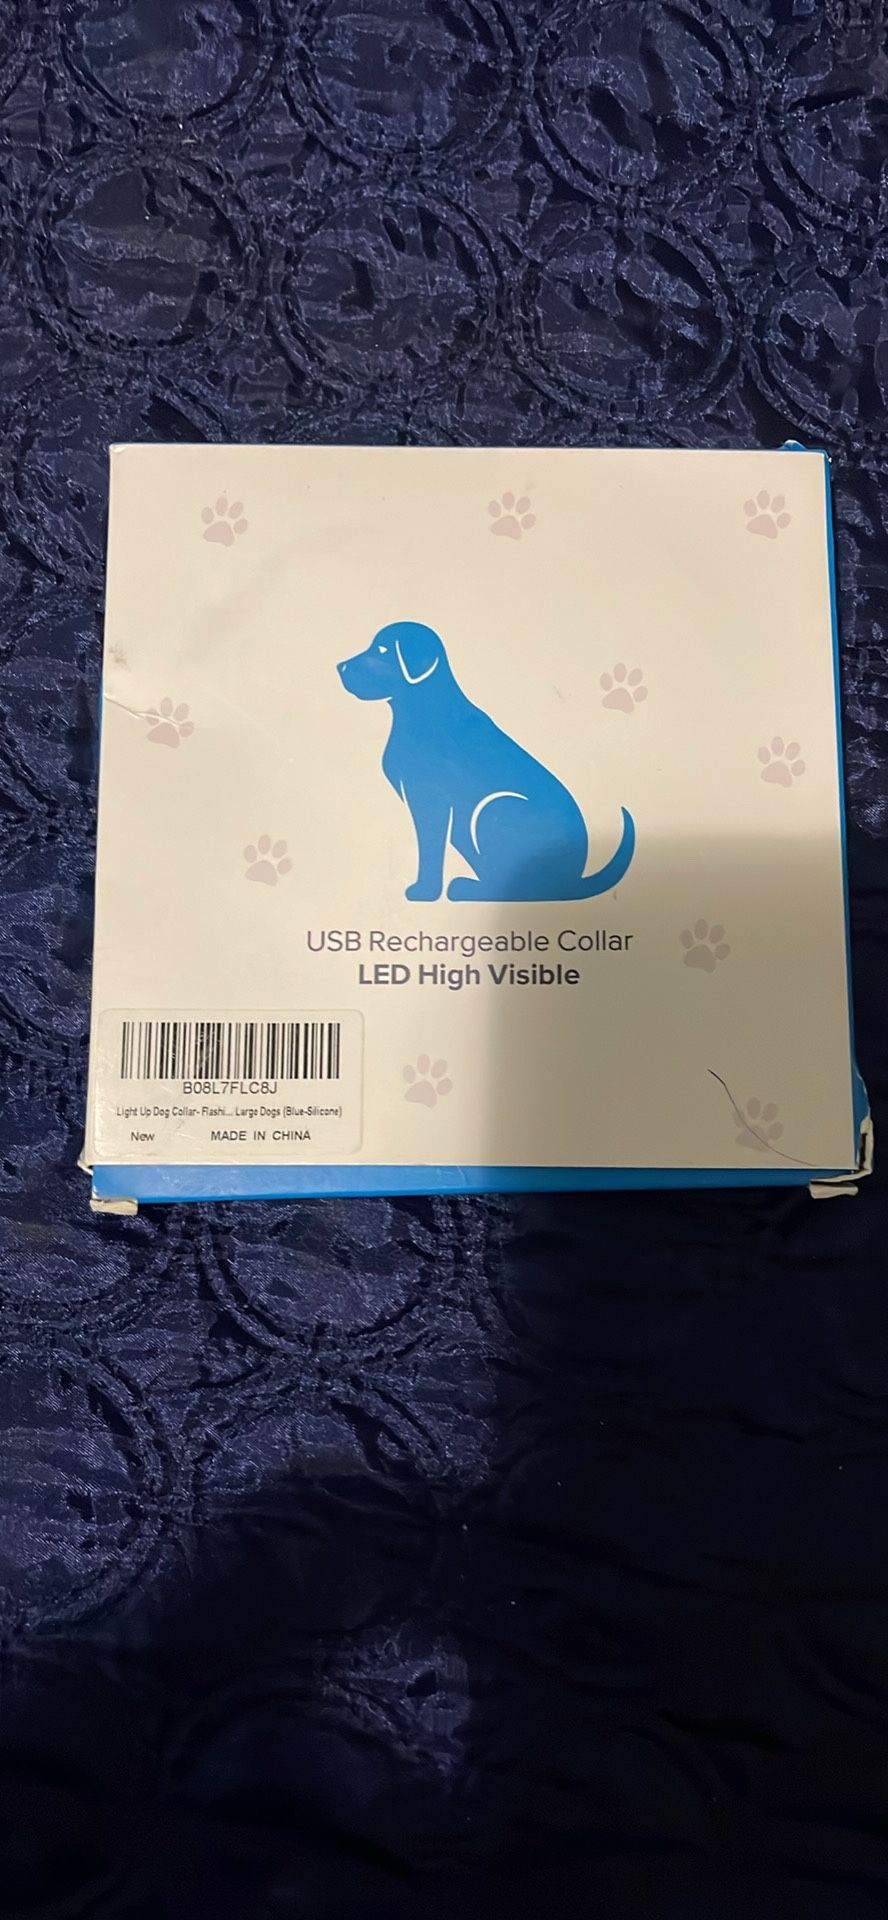 USB Rechargeable Collar
LED High Visible
B08L7FLC8J
Light Up Dog Collar- Flashi... Large Dogs (Blue-Silicone)
New MADE IN CHINA